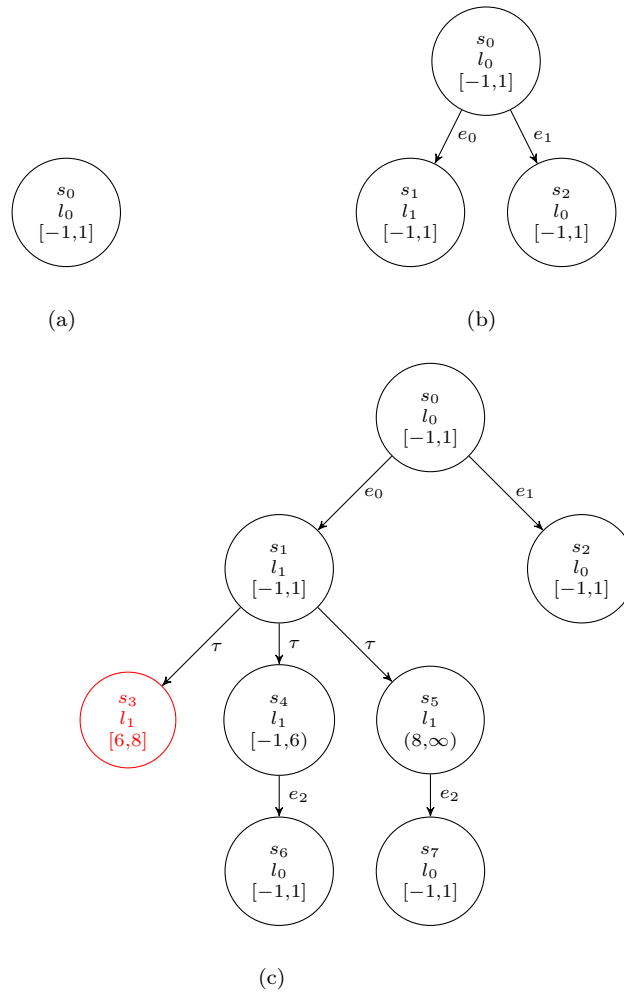 s₀
l₀
[−1,1]
(a)
s₀
l₀
[−1,1]
e₀
e₁
s₁
l₁
[−1,1]
s₂
l₀
[−1,1]
(b)
s₀
l₀
[−1,1]
e₀
e₁
s₁
l₁
[−1,1]
s₂
l₀
[−1,1]
τ
τ
τ
s₃
l₁
[6,8]
s₄
l₁
[−1,6)
s₅
l₁
(8,∞)
e₂
e₂
s₆
l₀
[−1,1]
s₇
l₀
[−1,1]
(c)